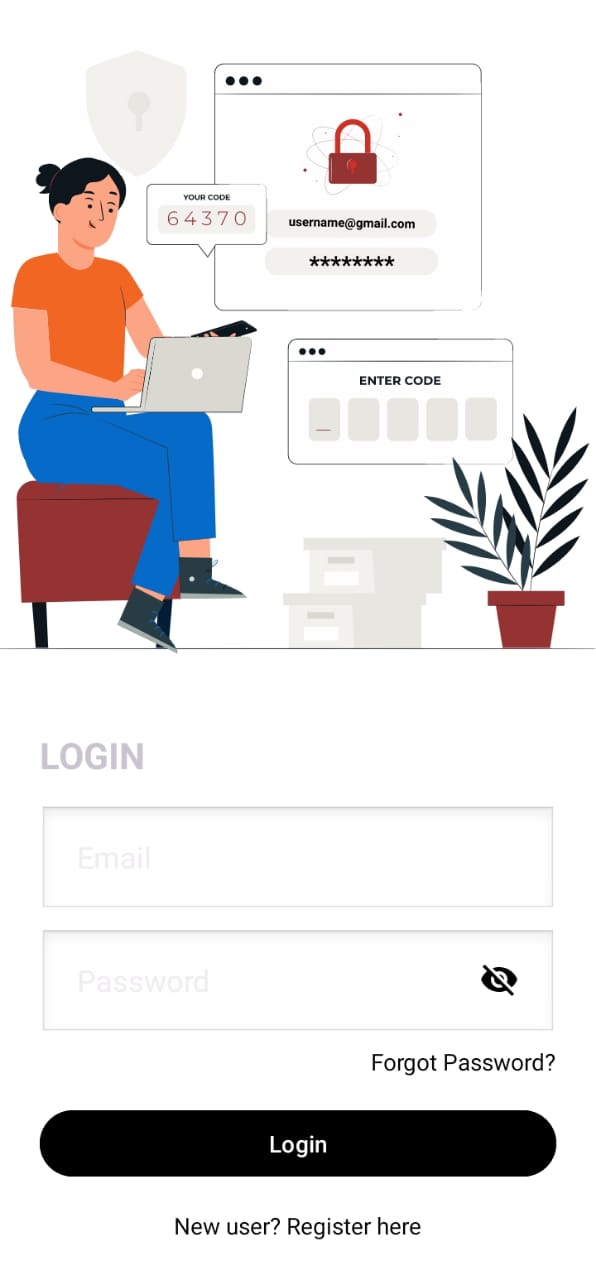 YOUR CODE
64370
username@gmail.com
********
ENTER CODE
_
LOGIN
Email
Password
Forgot Password?
Login
New user? Register here